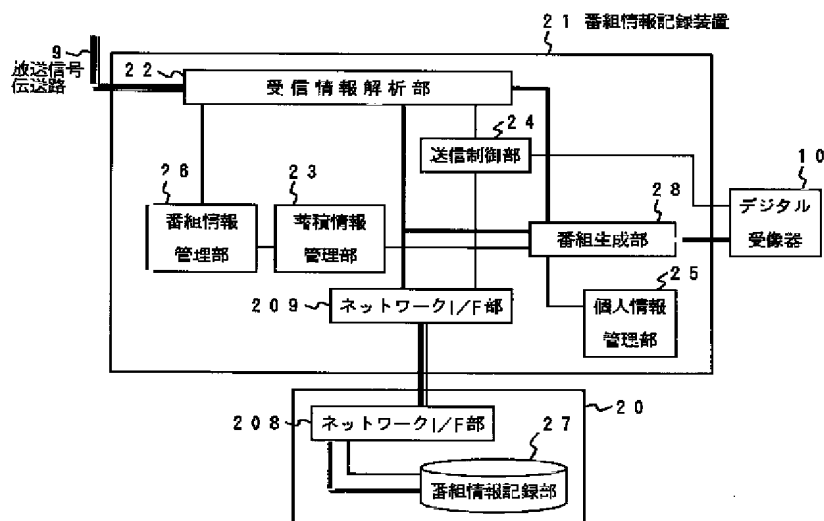 21 番組情報記録装置
9
放送信号
伝送路
22
受信情報解析部
24
送信制御部
10
デジタル
受像器
26
番組情報
管理部
23
蓄積情報
管理部
28
番組生成部
25
個人情報
管理部
209
ネットワークI/F部
20
208
ネットワークI/F部
27
番組情報記録部